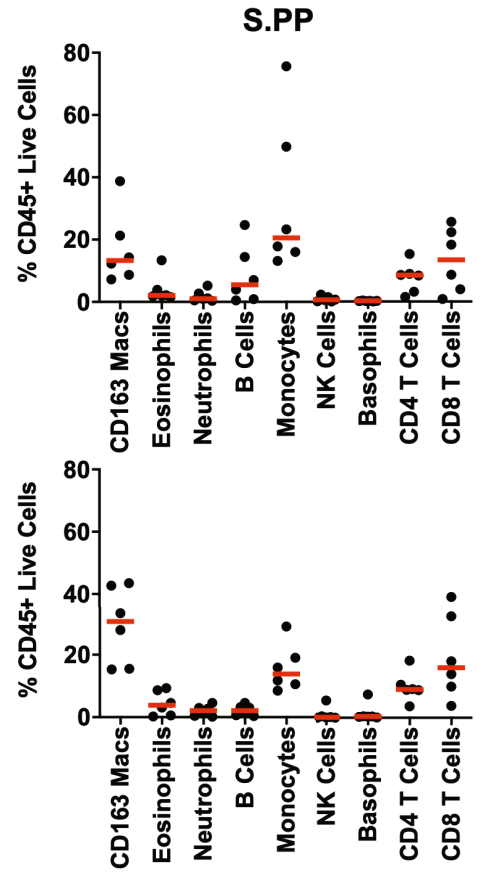 S.PP
% CD45+ Live Cells
80
60
40
20
0
CD163 Macs
Eosinophils
Neutrophils
B Cells
Monocytes
NK Cells
Basophils
CD4 T Cells
CD8 T Cells
% CD45+ Live Cells
80
60
40
20
0
CD163 Macs
Eosinophils
Neutrophils
B Cells
Monocytes
NK Cells
Basophils
CD4 T Cells
CD8 T Cells